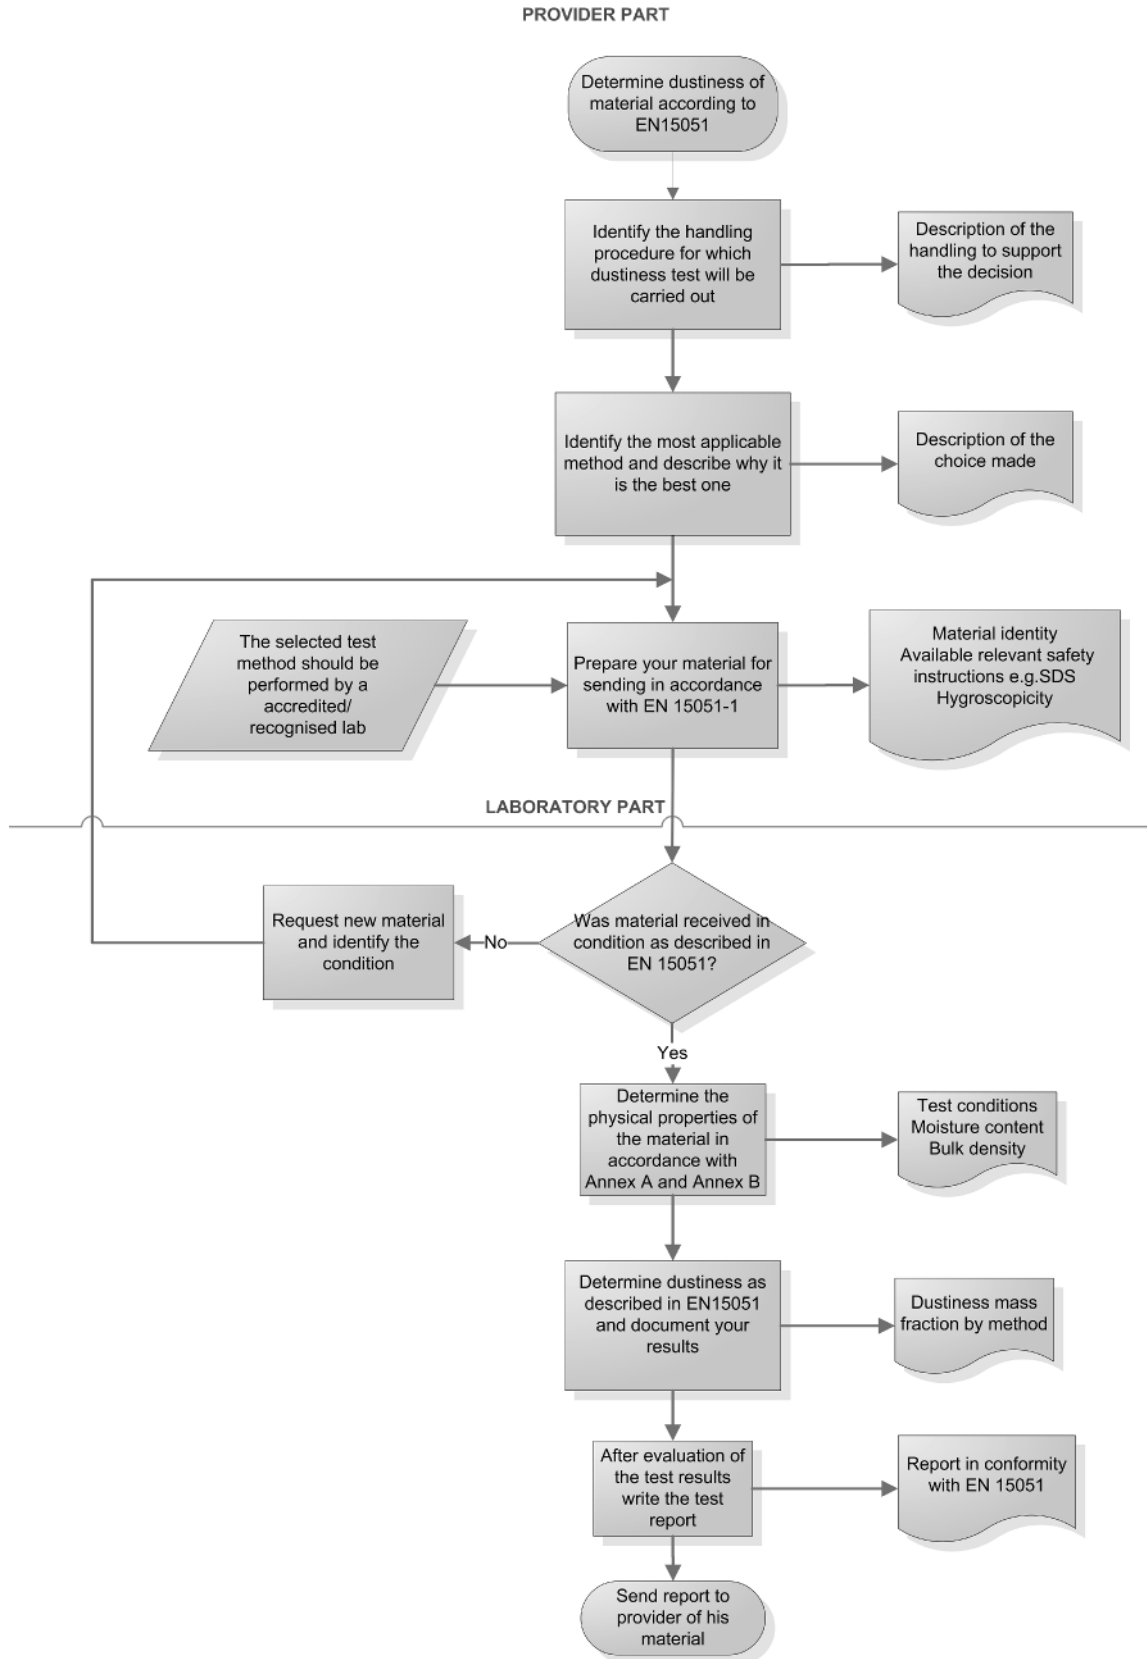 PROVIDER PART
Determine dustiness of
material according to
EN15051
Identify the handling
procedure for which
dustiness test will be
carried out
Description of the
handling to support
the decision
Identify the most applicable
method and describe why it
is the best one
Description of the
choice made
The selected test
method should be
performed by a
accredited/
recognised lab
Prepare your material for
sending in accordance
with EN 15051-1
Material identity
Available relevant safety
instructions e.g.SDS
Hygroscopicity
LABORATORY PART
Was material received in
condition as described in
EN 15051?
No
Request new material
and identify the
condition
Yes
Determine the
physical properties of
the material in
accordance with
Annex A and Annex B
Test conditions
Moisture content
Bulk density
Determine dustiness as
described in EN15051
and document your
results
Dustiness mass
fraction by method
After evaluation of
the test results
write the test
report
Report in conformity
with EN 15051
Send report to
provider of his
material